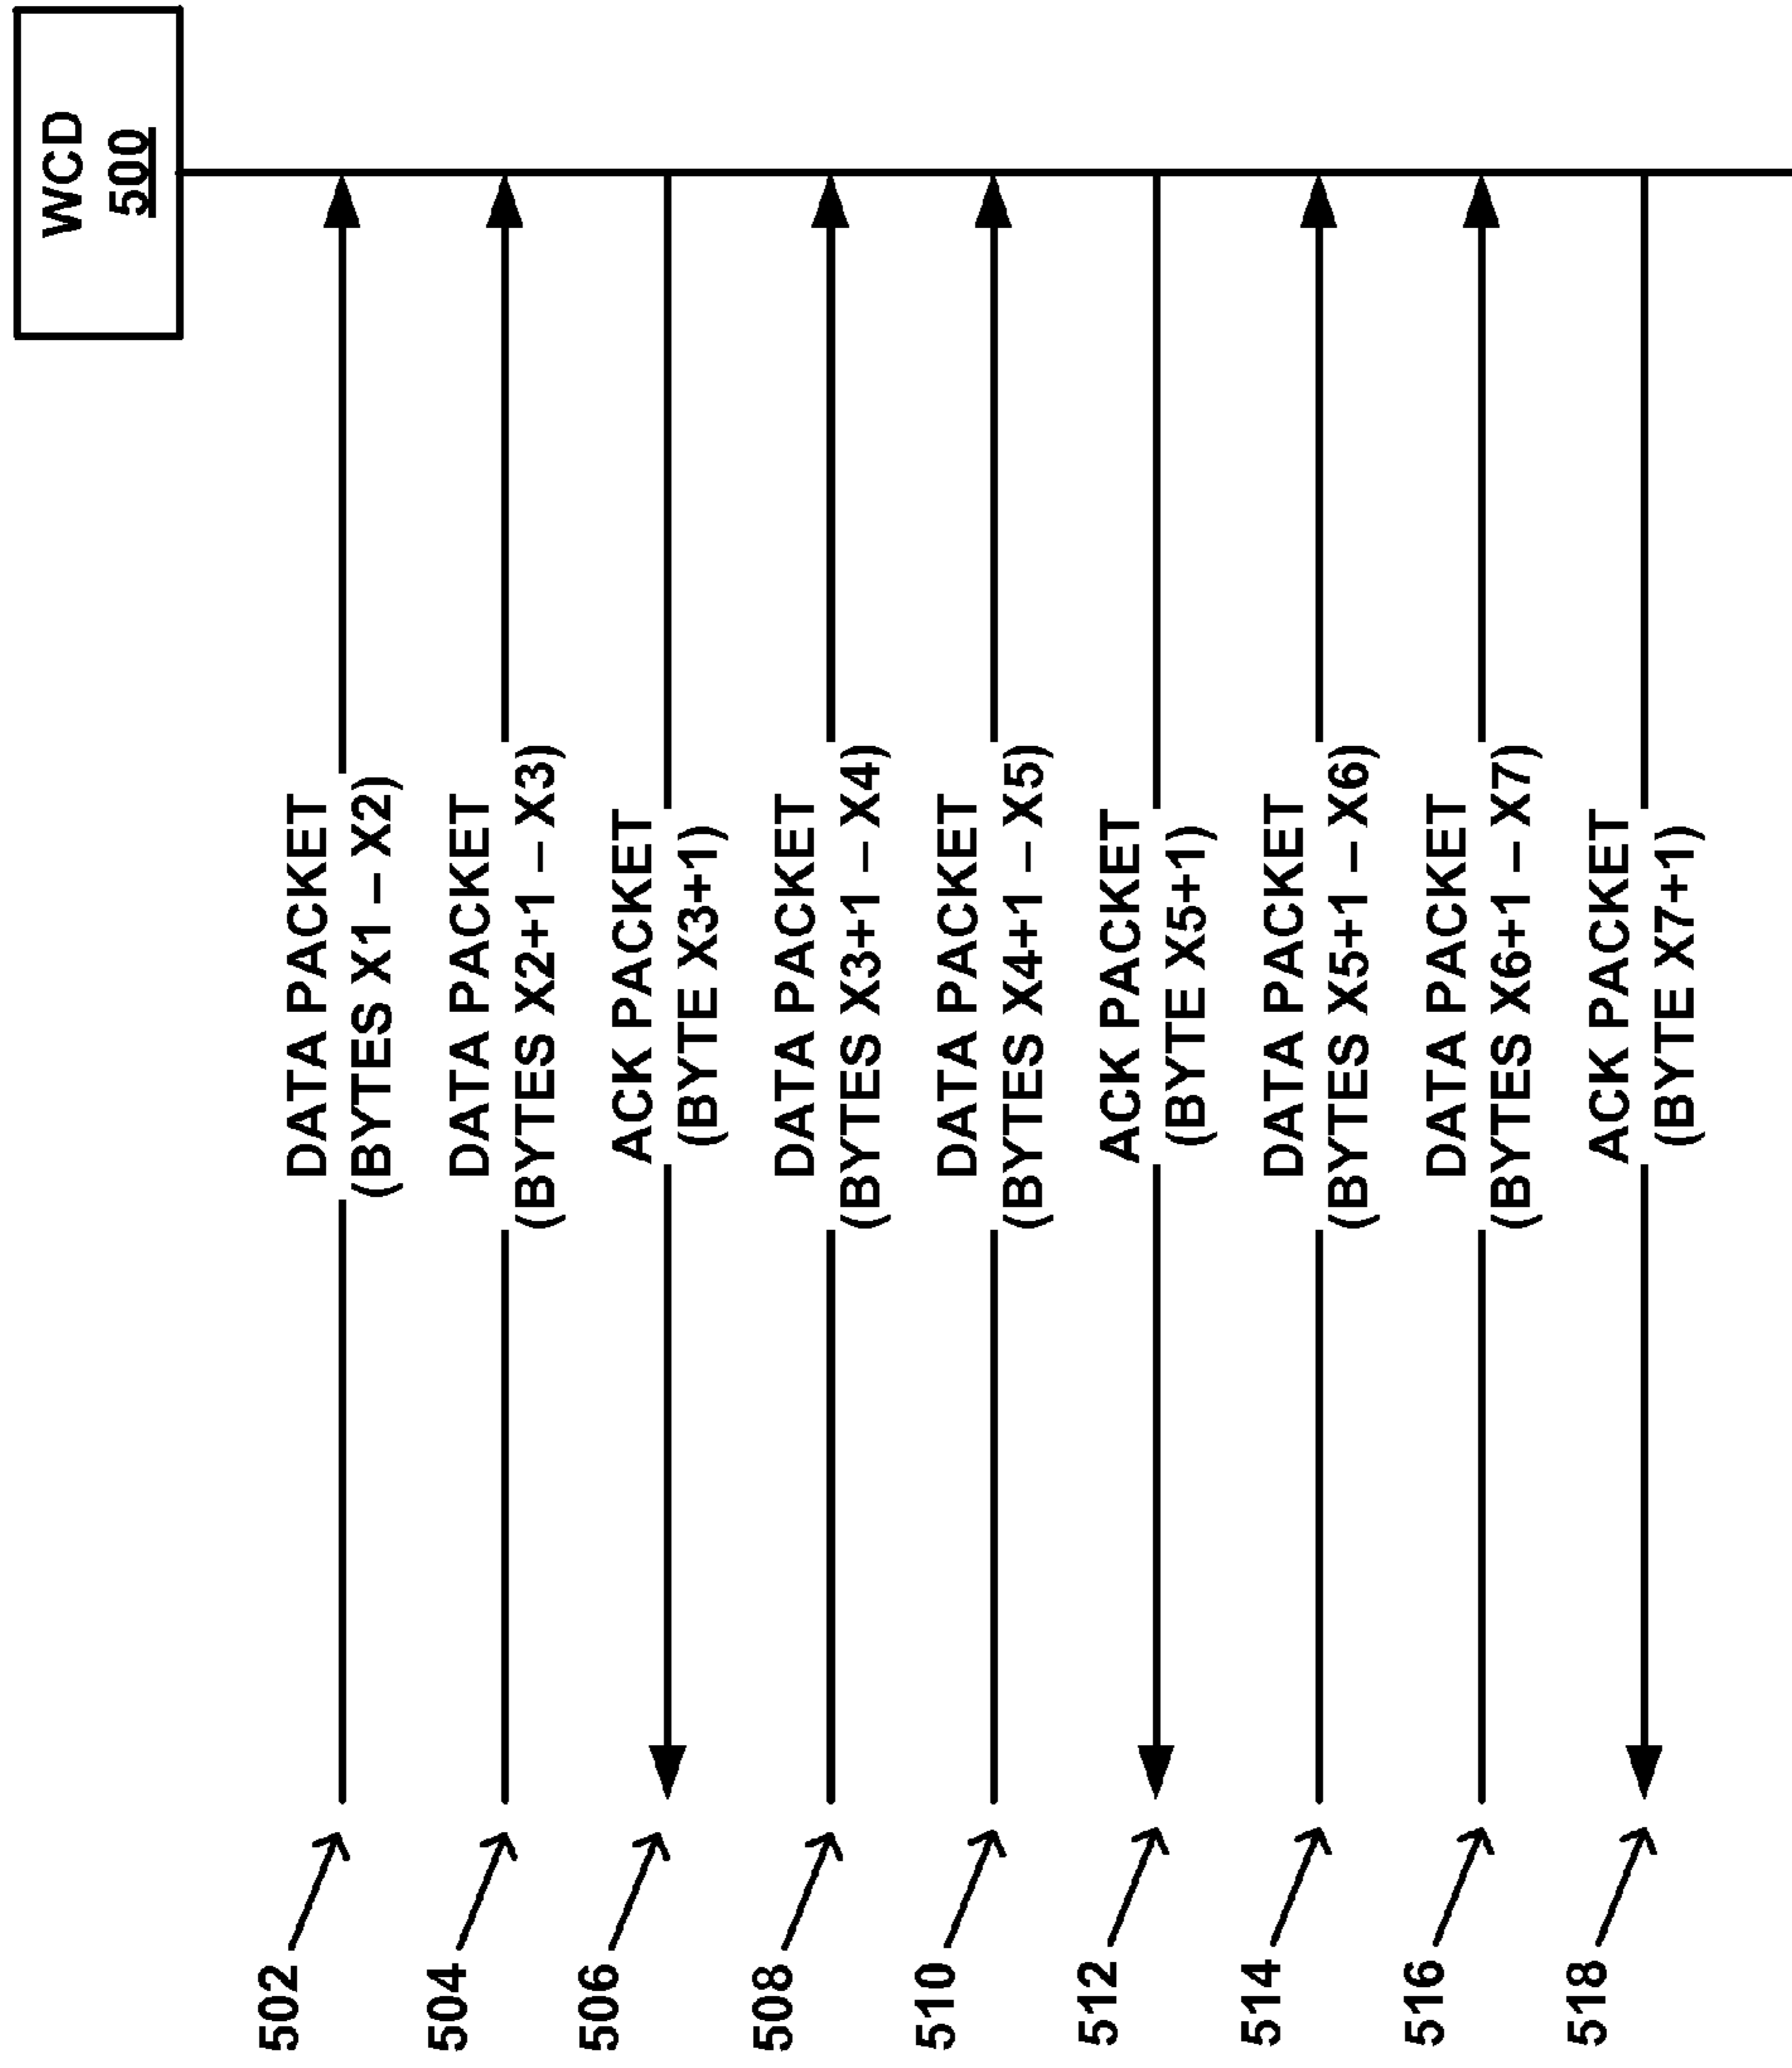 WCD
500
502
DATA PACKET
(BYTES X1 – X2)
504
DATA PACKET
(BYTES X2+1 – X3)
506
ACK PACKET
(BYTE X3+1)
508
DATA PACKET
(BYTES X3+1 – X4)
510
DATA PACKET
(BYTES X4+1 – X5)
512
ACK PACKET
(BYTE X5+1)
514
DATA PACKET
(BYTES X5+1 – X6)
516
DATA PACKET
(BYTES X6+1 – X7)
518
ACK PACKET
(BYTE X7+1)